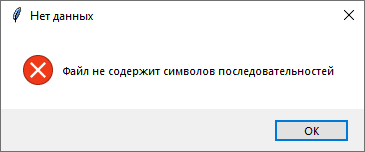 Нет данных
Файл не содержит символов последовательностей
OK